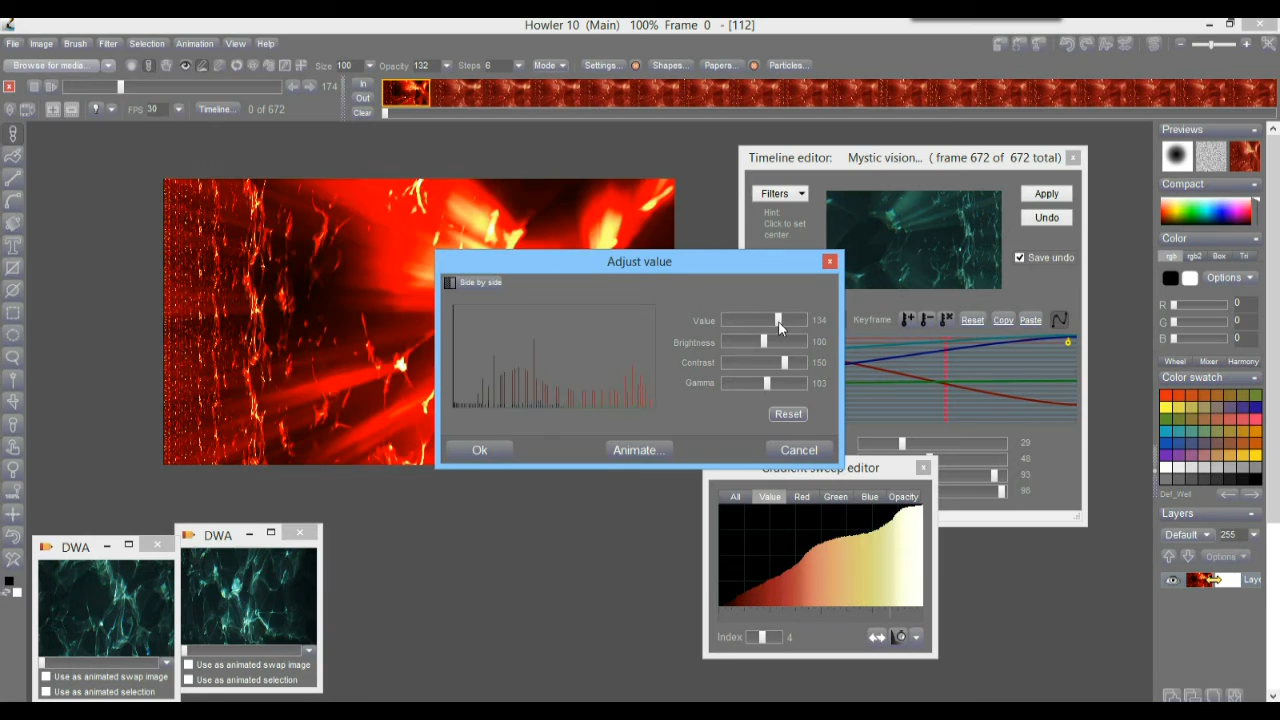 Howler 10 (Main) 100% Frame 0 - [112]
File Image Brush Filter Selection Animation View Help
Browse for media... Size 100 Opacity 132 Steps 6 Mode Settings... Shapes... Papers... Particles...
174 In
Out
FPS 30 Timeline... 0 of 672 Clear
Previews
Compact
Color
rgb rgb2 Box Tri
Options
R 0
G 0
B 0
Wheel Mixer Harmony
Color swatch
Def_Well
Layers
Default 255
Options
Timeline editor: Mystic vision... ( frame 672 of 672 total)
Filters Apply
Hint:
Click to set
center.
Undo
Save undo
Keyframe Reset Copy Paste
29
48
93
98
Adjust value
Side by side
Value 134
Brightness 100
Contrast 150
Gamma 103
Reset
Ok Animate... Cancel
Gradient sweep editor
All Value Red Green Blue Opacity
Index 4
DWA
Use as animated swap image
Use as animated selection
DWA
Use as animated swap image
Use as animated selection